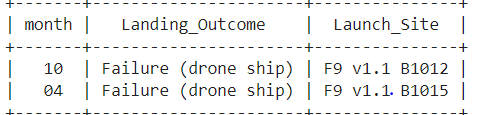 +-------+----------------------+---------------+
| month | Landing_Outcome | Launch_Site |
+-------+----------------------+---------------+
| 10 | Failure (drone ship) | F9 v1.1 B1012 |
| 04 | Failure (drone ship) | F9 v1.1 B1015 |
+-------+----------------------+---------------+